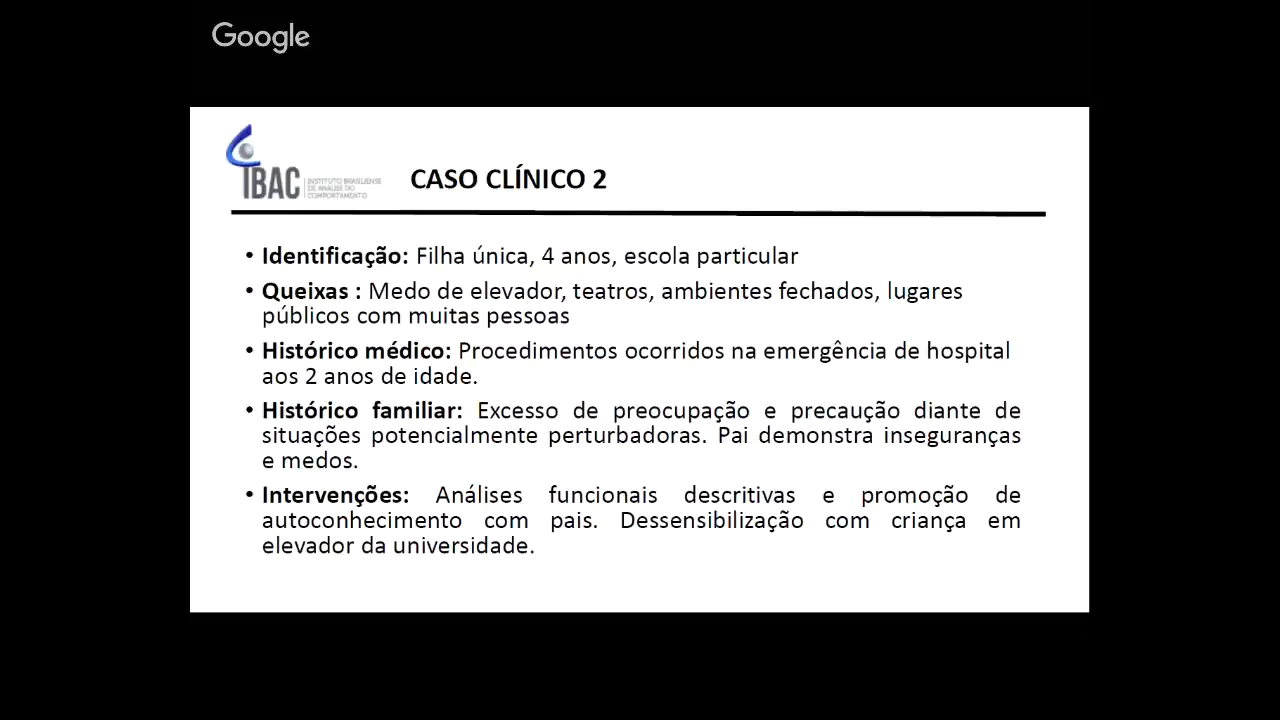 Google
IBAC
INSTITUTO BRASILIENSE
DE ANÁLISE DO
COMPORTAMENTO
CASO CLÍNICO 2
• Identificação: Filha única, 4 anos, escola particular
• Queixas : Medo de elevador, teatros, ambientes fechados, lugares
públicos com muitas pessoas
• Histórico médico: Procedimentos ocorridos na emergência de hospital
aos 2 anos de idade.
• Histórico familiar: Excesso de preocupação e precaução diante de
situações potencialmente perturbadoras. Pai demonstra inseguranças
e medos.
• Intervenções: Análises funcionais descritivas e promoção de
autoconhecimento com pais. Dessensibilização com criança em
elevador da universidade.